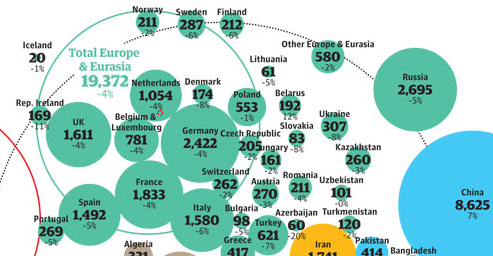 Norway
211
-2%
Sweden
287
-6%
Finland
212
-6%
Iceland
20
-1%
Total Europe
& Eurasia
19,372
-4%
Other Europe & Eurasia
580
-2%
Lithuania
61
-5%
Russia
2,695
-5%
Netherlands
1,054
-4%
Denmark
174
-8%
Poland
553
-1%
Belarus
192
12%
Rep. Ireland
169
-11%
UK
1,611
-4%
Belgium &
Luxembourg
781
-4%
Germany
2,422
-4%
Czech Republic
205
-2%
Slovakia
83
-8%
Ukraine
307
-8%
Hungary
161
-2%
Kazakhstan
260
-3%
Switzerland
262
-2%
France
1,833
-4%
Austria
270
-3%
Romania
211
-4%
Uzbekistan
101
-0%
China
8,625
7%
Spain
1,492
-5%
Italy
1,580
-6%
Bulgaria
98
-5%
Azerbaijan
60
-20%
Turkmenistan
120
-2%
Portugal
269
-5%
Turkey
621
-7%
Algeria
Greece
417
Iran
Pakistan
414
Bangladesh